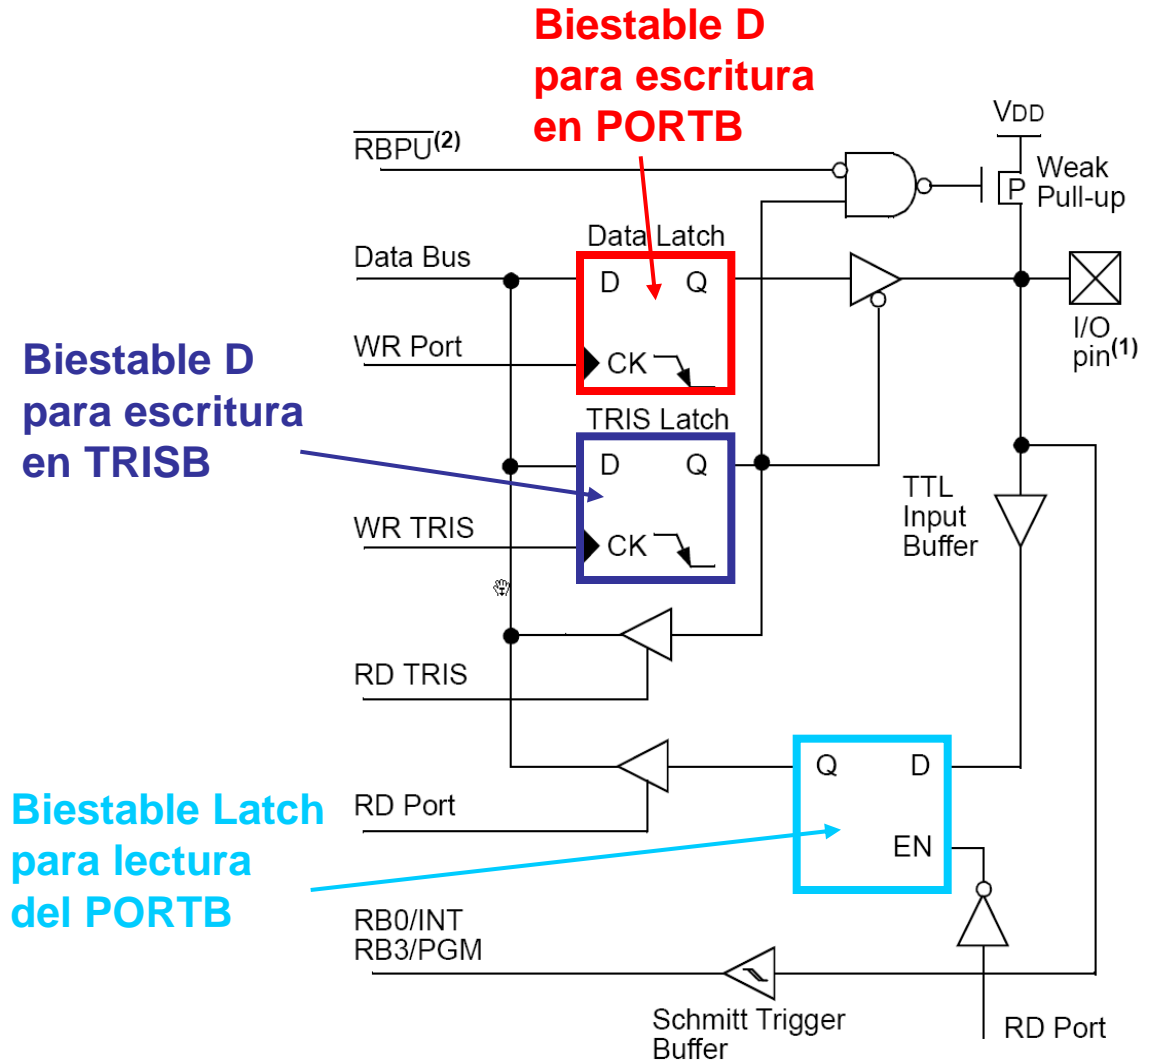 Biestable D
para escritura
en PORTB
VDD
RBPU(2)
Weak
Pull-up
P
Data Latch
Data Bus
D Q
I/O
pin(1)
WR Port
CK
Biestable D
para escritura
en TRISB
TRIS Latch
D Q
TTL
Input
Buffer
WR TRIS
CK
RD TRIS
Q D
Biestable Latch
para lectura
del PORTB
RD Port
EN
RB0/INT
RB3/PGM
Schmitt Trigger
Buffer
RD Port